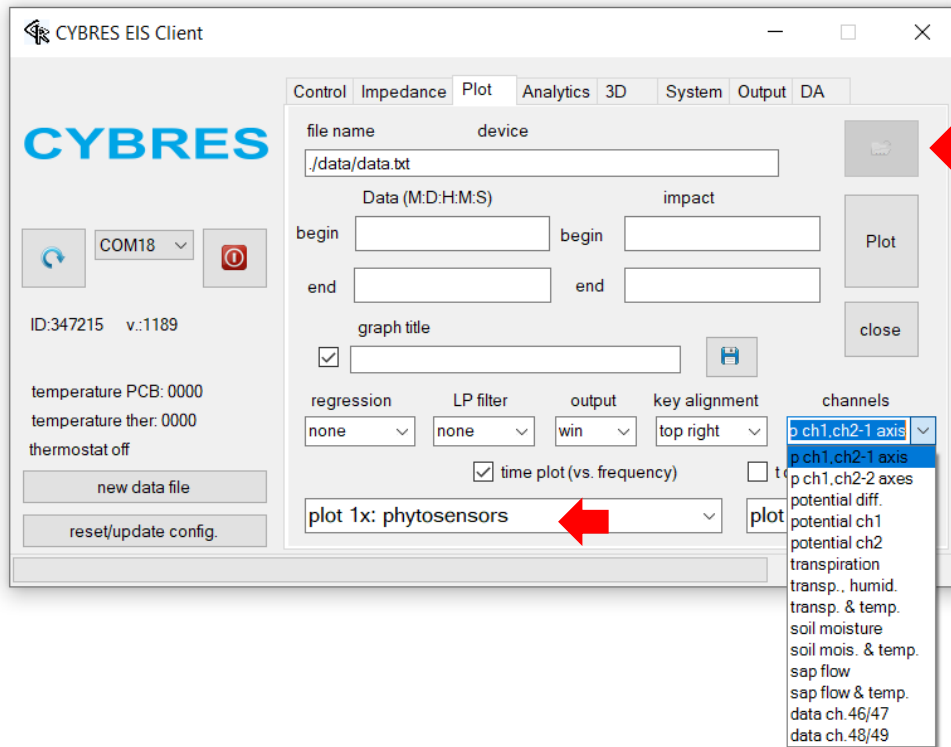 CYBRES EIS Client
Control Impedance Plot Analytics 3D System Output DA
CYBRES
file name device
./data/data.txt
Data (M:D:H:M:S) impact
begin begin
Plot
COM18
end end
ID:347215 v.:1189
graph title
close
temperature PCB: 0000
temperature ther: 0000
thermostat off
regression LP filter output key alignment channels
none none win top right p ch1,ch2-1 axis
time plot (vs. frequency)
new data file
plot 1x: phytosensors plot
reset/update config.
p ch1,ch2-1 axis
p ch1,ch2-2 axes
potential diff.
potential ch1
potential ch2
transpiration
transp., humid.
transp. & temp.
soil moisture
soil mois. & temp.
sap flow
sap flow & temp.
data ch.46/47
data ch.48/49